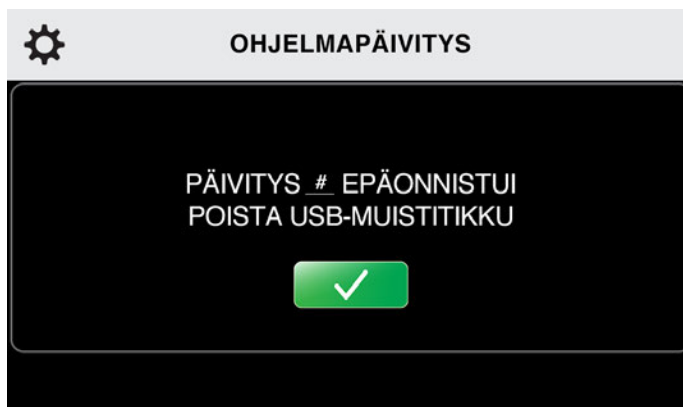 OHJELMAPÄIVITYS
PÄIVITYS _#_ EPÄONNISTUI
POISTA USB-MUISTITIKKU